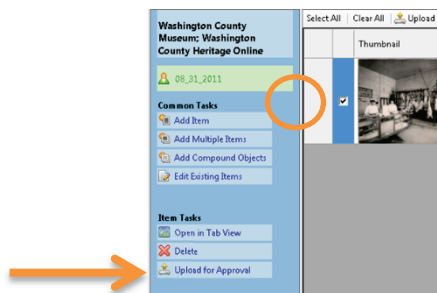 Select All Clear All Upload
Washington County
Museum; Washington
County Heritage Online
Thumbnail
08_31_2011
Common Tasks
Add Item
Add Multiple Items
Add Compound Objects
Edit Existing Items
Item Tasks
Open in Tab View
Delete
Upload for Approval